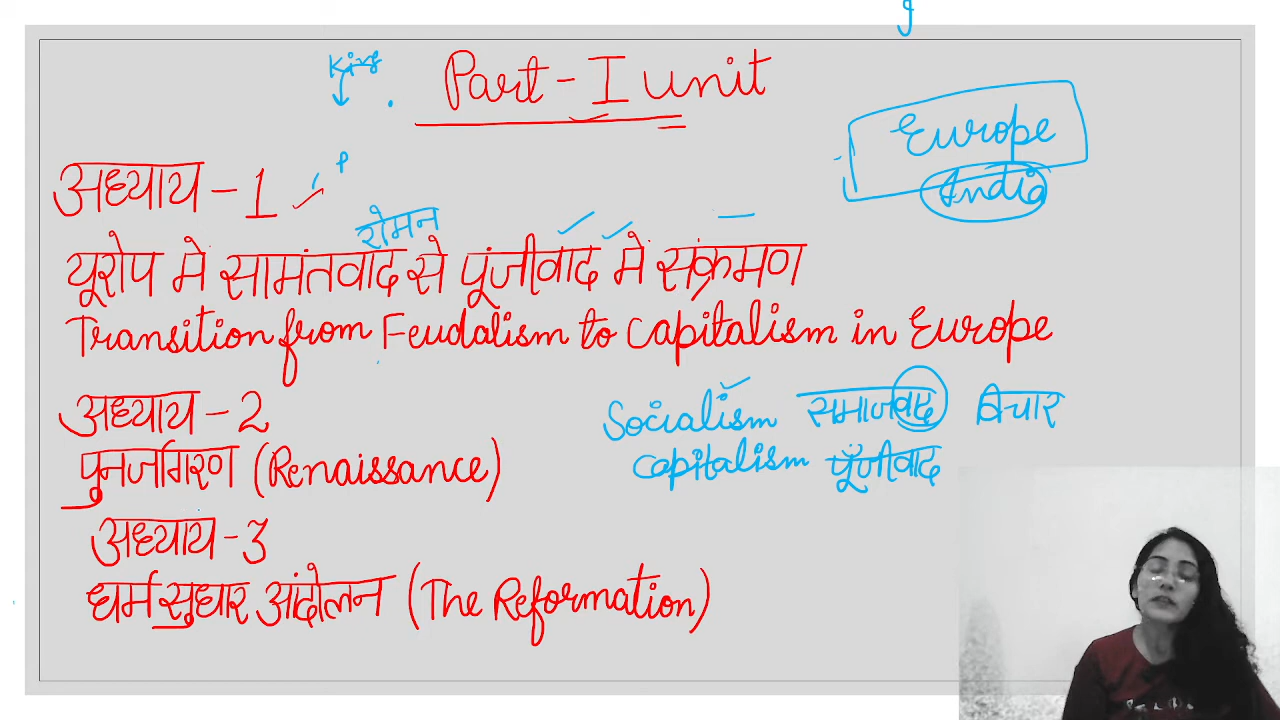 King
Part - I unit
Europe
India
अध्याय - 1
P
रोमन
यूरोप मे सामंतवाद से पूंजीवाद मे संक्रमण
Transition from Feudalism to Capitalism in Europe
अध्याय - 2
Socialism समाजवाद विचार
पुनर्जागरण (Renaissance)
Capitalism पूँजीवाद
अध्याय - 3
धर्म सुधार आंदोलन (The Reformation)